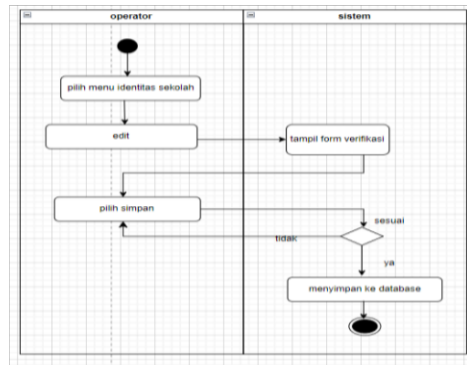 operator
sistem
pilih menu identitas sekolah
edit
tampil form verifikasi
pilih simpan
sesuai
tidak
ya
menyimpan ke database